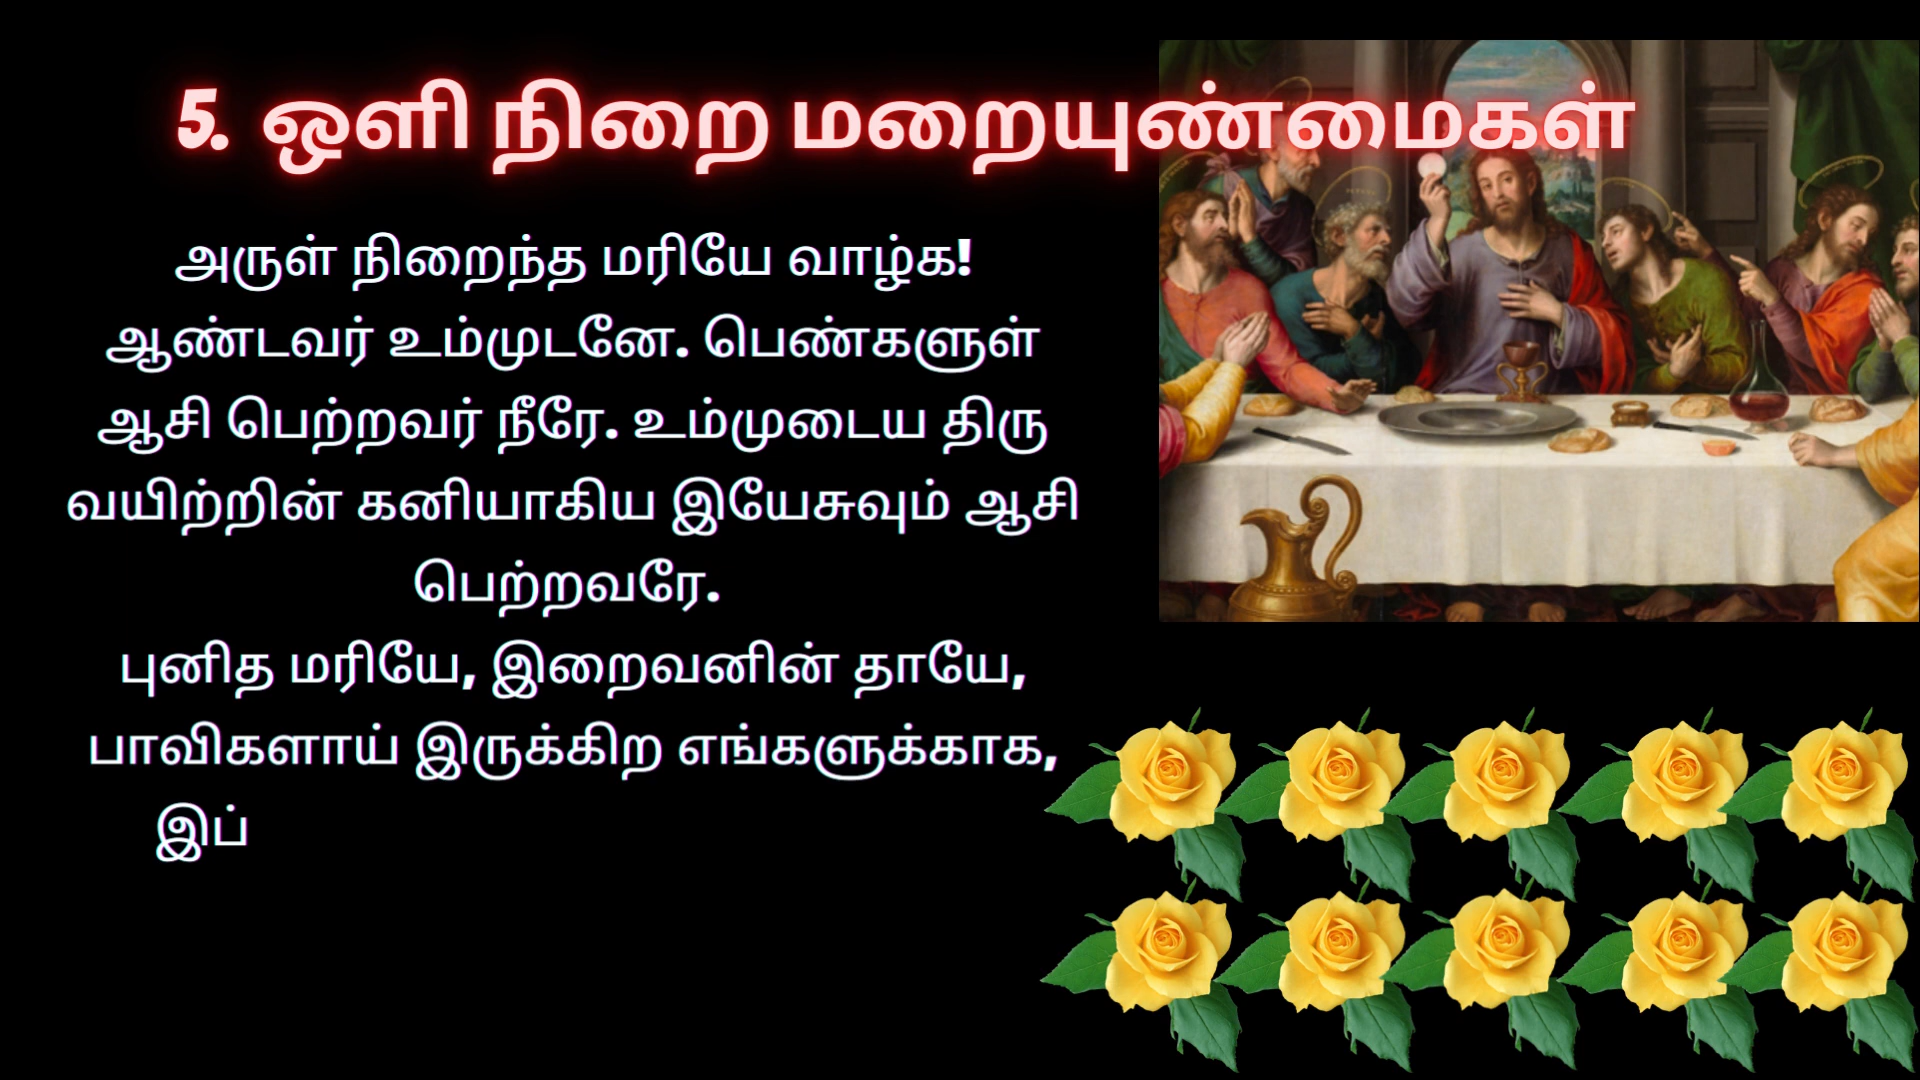 5. ஒளி நிறை மறையுண்மைகள்
அருள் நிறைந்த மரியே வாழ்க!
ஆண்டவர் உம்முடனே. பெண்களுள்
ஆசி பெற்றவர் நீரே. உம்முடைய திரு
வயிற்றின் கனியாகிய இயேசுவும் ஆசி
பெற்றவரே.
புனித மரியே, இறைவனின் தாயே,
பாவிகளாய் இருக்கிற எங்களுக்காக,
இப்